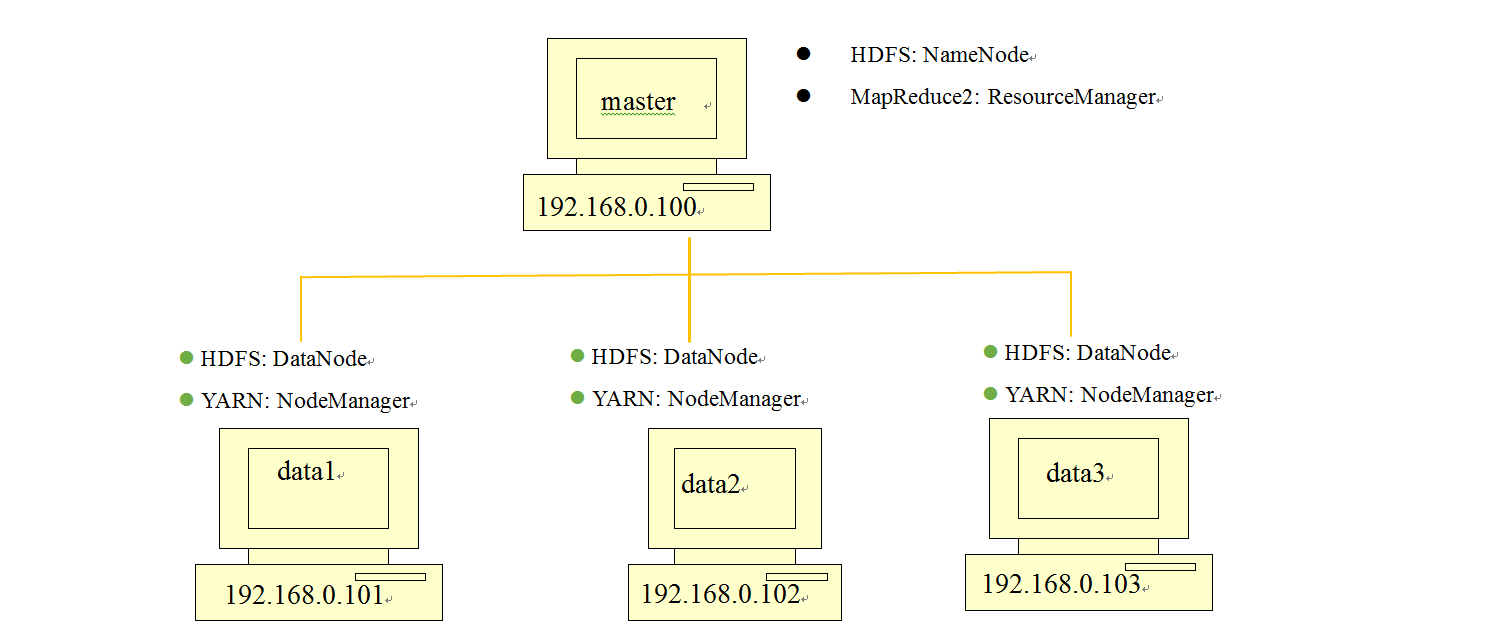 master
HDFS: NameNode
MapReduce2: ResourceManager
192.168.0.100
HDFS: DataNode
YARN: NodeManager
data1
192.168.0.101
HDFS: DataNode
YARN: NodeManager
data2
192.168.0.102
HDFS: DataNode
YARN: NodeManager
data3
192.168.0.103